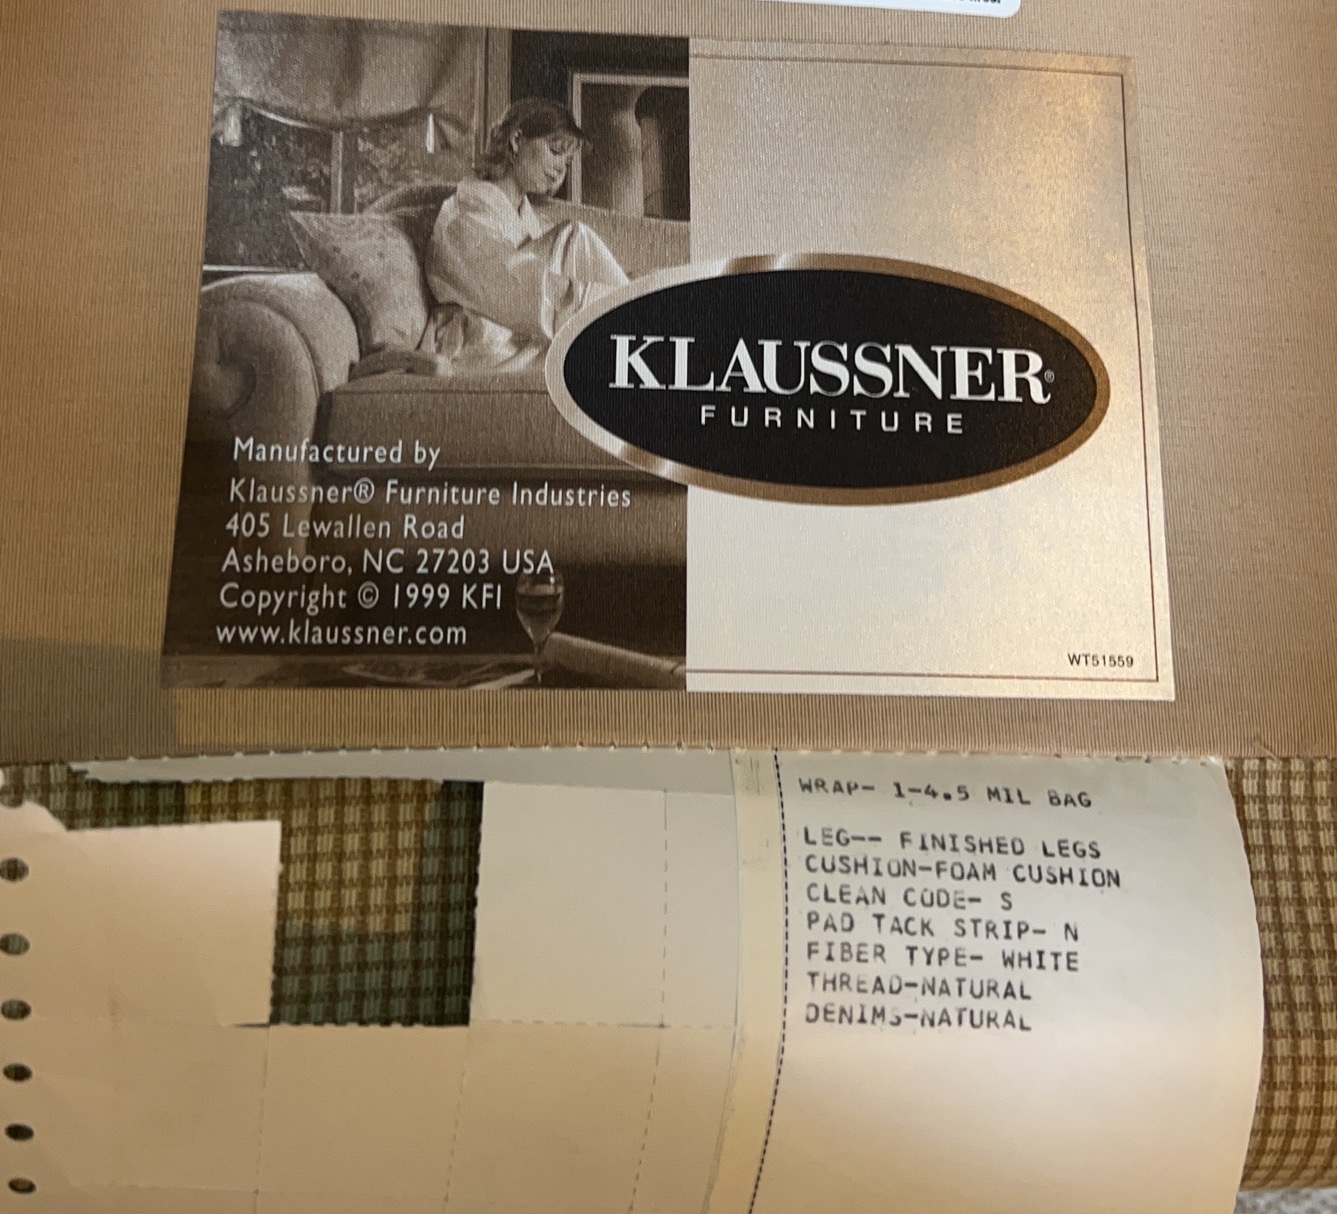 KLAUSSNER®
FURNITURE
Manufactured by
Klaussner® Furniture Industries
405 Lewallen Road
Asheboro, NC 27203 USA
Copyright © 1999 KFI
www.klaussner.com
WT51559
WRAP- 1-4.5 MIL BAG
LEG-- FINISHED LEGS
CUSHION-FOAM CUSHION
CLEAN CODE- S
PAD TACK STRIP- N
FIBER TYPE- WHITE
THREAD-NATURAL
DENIMS-NATURAL